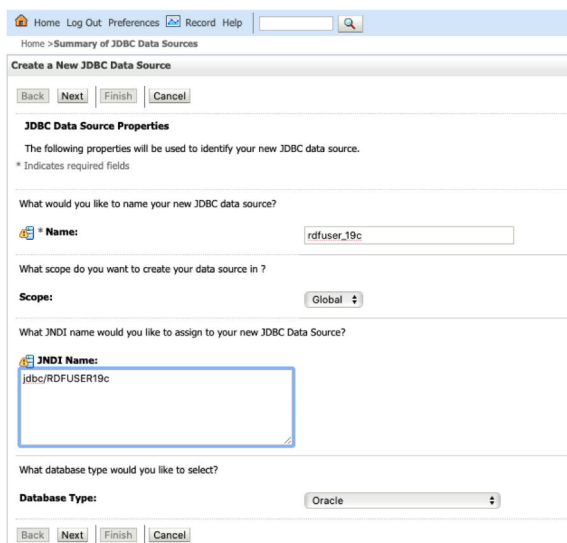 Home Log Out Preferences Record Help
Home >Summary of JDBC Data Sources
Create a New JDBC Data Source
Back Next Finish Cancel
JDBC Data Source Properties
The following properties will be used to identify your new JDBC data source.
* Indicates required fields
What would you like to name your new JDBC data source?
* Name: rdfuser_19c
What scope do you want to create your data source in ?
Scope: Global
What JNDI name would you like to assign to your new JDBC Data Source?
JNDI Name:
jdbc/RDFUSER19c
What database type would you like to select?
Database Type: Oracle
Back Next Finish Cancel